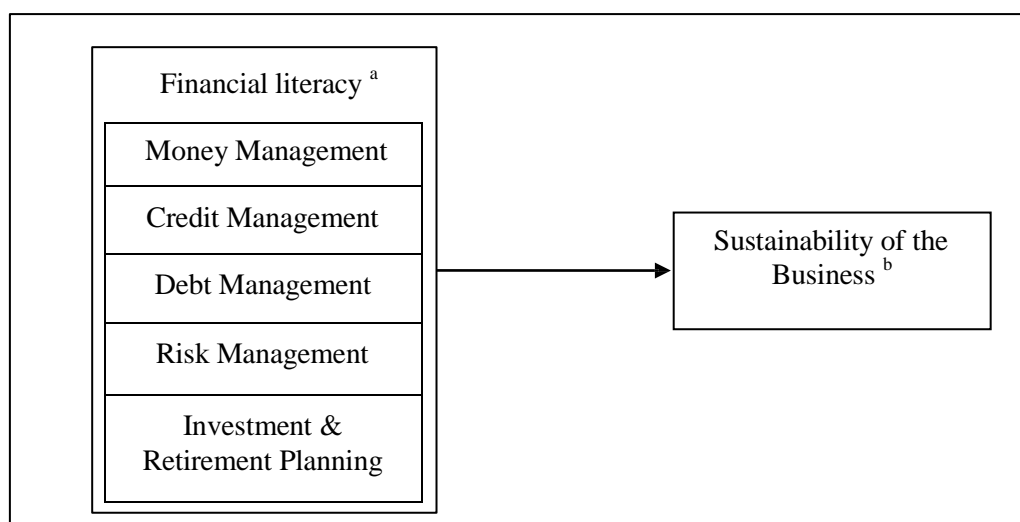 Financial literacy a
Money Management
Credit Management
Debt Management
Risk Management
Investment &
Retirement Planning
Sustainability of the
Business b